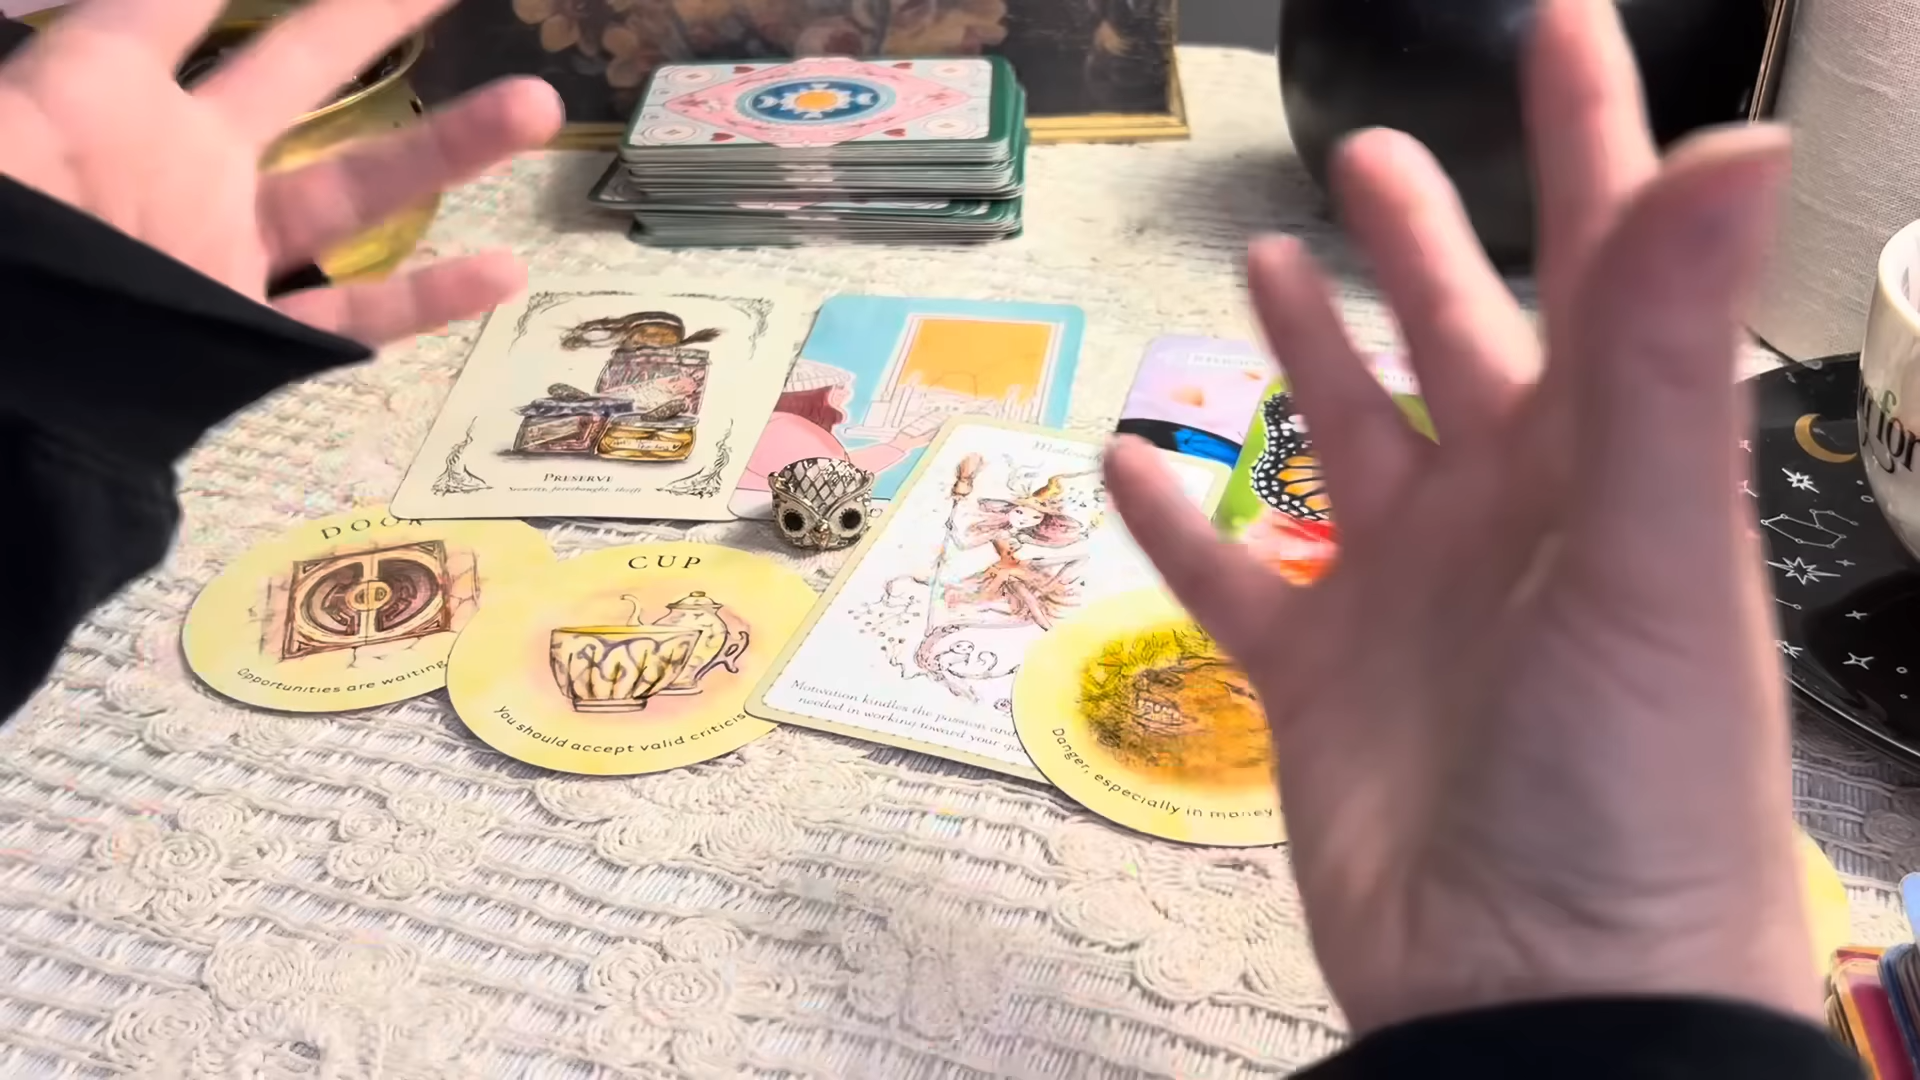 PRESERVE
Security, forethought, thrift
DOOR
Opportunities are waiting
CUP
You should accept valid criticis
Motivation kindles the passion and
needed in working toward your go
Danger, especially in money
for